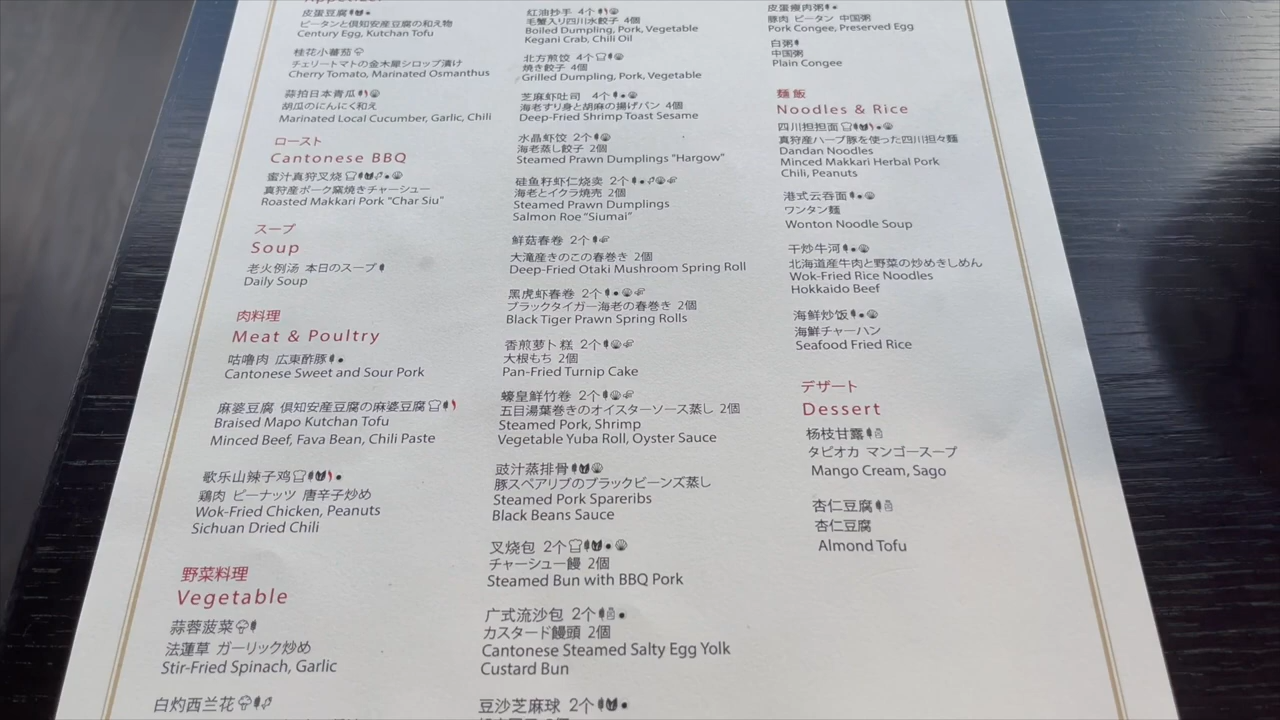 皮蛋豆腐
ピータンと倶知安産豆腐の和え物
Century Egg, Kutchan Tofu
桂花小蕃茄
チェリートマトの金木犀シロップ漬け
Cherry Tomato, Marinated Osmanthus
蒜拍日本青瓜
胡瓜のにんにく和え
Marinated Local Cucumber, Garlic, Chili
ロースト
Cantonese BBQ
蜜汁真狩叉烧
真狩産ポーク窯焼きチャーシュー
Roasted Makkari Pork "Char Siu"
スープ
Soup
老火例汤 本日のスープ
Daily Soup
肉料理
Meat & Poultry
咕噜肉 広東酢豚
Cantonese Sweet and Sour Pork
麻婆豆腐 倶知安産豆腐の麻婆豆腐
Braised Mapo Kutchan Tofu
Minced Beef, Fava Bean, Chili Paste
歌乐山辣子鸡
鶏肉 ピーナッツ 唐辛子炒め
Wok-Fried Chicken, Peanuts
Sichuan Dried Chili
野菜料理
Vegetable
蒜蓉菠菜
法蓮草 ガーリック炒め
Stir-Fried Spinach, Garlic
白灼西兰花
红油抄手 4个
毛蟹入り四川水餃子 4個
Boiled Dumpling, Pork, Vegetable
Kegani Crab, Chili Oil
北方煎饺 4个
焼き餃子 4個
Grilled Dumpling, Pork, Vegetable
芝麻虾吐司 4个
海老すり身と胡麻の揚げパン 4個
Deep-Fried Shrimp Toast Sesame
水晶虾饺 2个
海老蒸し餃子 2個
Steamed Prawn Dumplings "Hargow"
硅鱼籽虾仁烧卖 2个
海老とイクラ焼売 2個
Steamed Prawn Dumplings
Salmon Roe "Siumai"
鲜菇春卷 2个
大滝産きのこの春巻き 2個
Deep-Fried Otaki Mushroom Spring Roll
黑虎虾春卷 2个
ブラックタイガー海老の春巻き 2個
Black Tiger Prawn Spring Rolls
香煎萝卜糕 2个
大根もち 2個
Pan-Fried Turnip Cake
蠔皇鲜竹卷 2个
五目湯葉巻きのオイスターソース蒸し 2個
Steamed Pork, Shrimp
Vegetable Yuba Roll, Oyster Sauce
豉汁蒸排骨
豚スペアリブのブラックビーンズ蒸し
Steamed Pork Spareribs
Black Beans Sauce
叉烧包 2个
チャーシュー饅 2個
Steamed Bun with BBQ Pork
广式流沙包 2个
カスタード饅頭 2個
Cantonese Steamed Salty Egg Yolk
Custard Bun
豆沙芝麻球 2个
皮蛋瘦肉粥
豚肉 ピータン 中国粥
Pork Congee, Preserved Egg
白粥
中国粥
Plain Congee
麺飯
Noodles & Rice
四川担担面
真狩産ハーブ豚を使った四川担々麺
Dandan Noodles
Minced Makkari Herbal Pork
Chili, Peanuts
港式云吞面
ワンタン麺
Wonton Noodle Soup
干炒牛河
北海道産牛肉と野菜の炒めきしめん
Wok-Fried Rice Noodles
Hokkaido Beef
海鲜炒饭
海鮮チャーハン
Seafood Fried Rice
デザート
Dessert
杨枝甘露
タピオカ マンゴースープ
Mango Cream, Sago
杏仁豆腐
杏仁豆腐
Almond Tofu